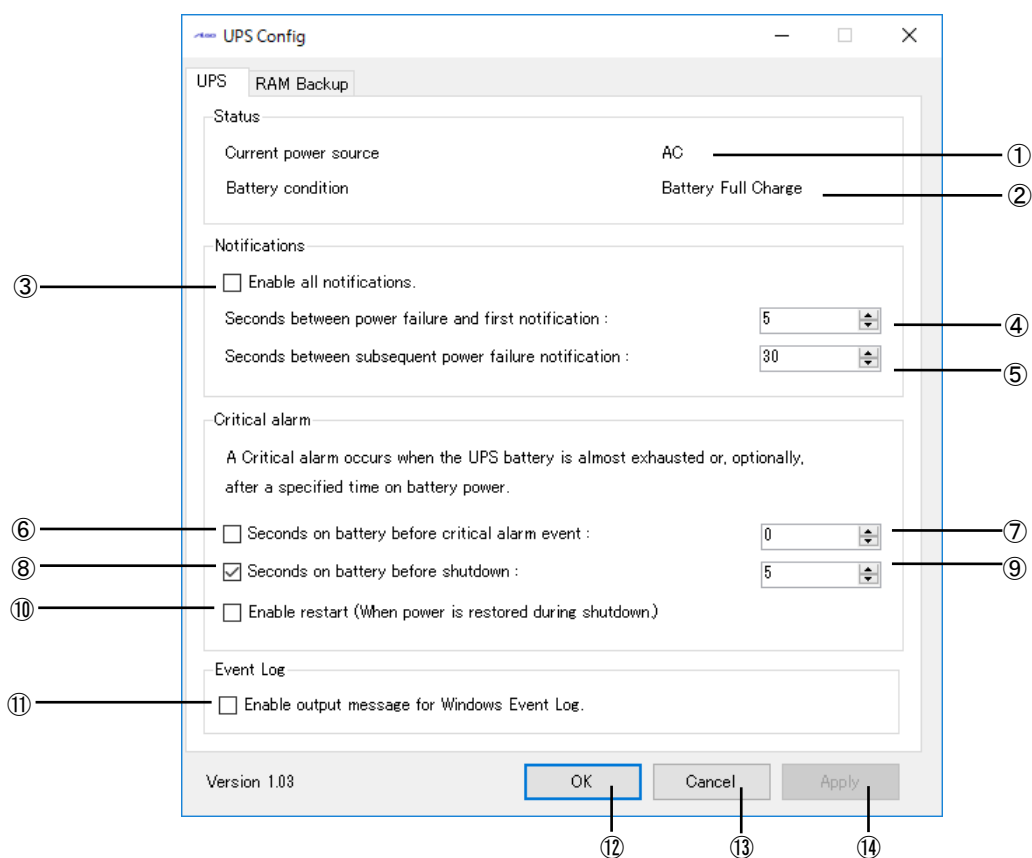 UPS Config
UPS RAM Backup
Status
Current power source AC ①
Battery condition Battery Full Charge ②
Notifications
③ Enable all notifications.
Seconds between power failure and first notification : 5 ④
Seconds between subsequent power failure notification : 30 ⑤
Critical alarm
A Critical alarm occurs when the UPS battery is almost exhausted or, optionally,
after a specified time on battery power.
⑥ Seconds on battery before critical alarm event : 0 ⑦
⑧ Seconds on battery before shutdown : 5 ⑨
⑩ Enable restart (When power is restored during shutdown.)
Event Log
⑪ Enable output message for Windows Event Log.
Version 1.03 OK Cancel Apply
⑫ ⑬ ⑭